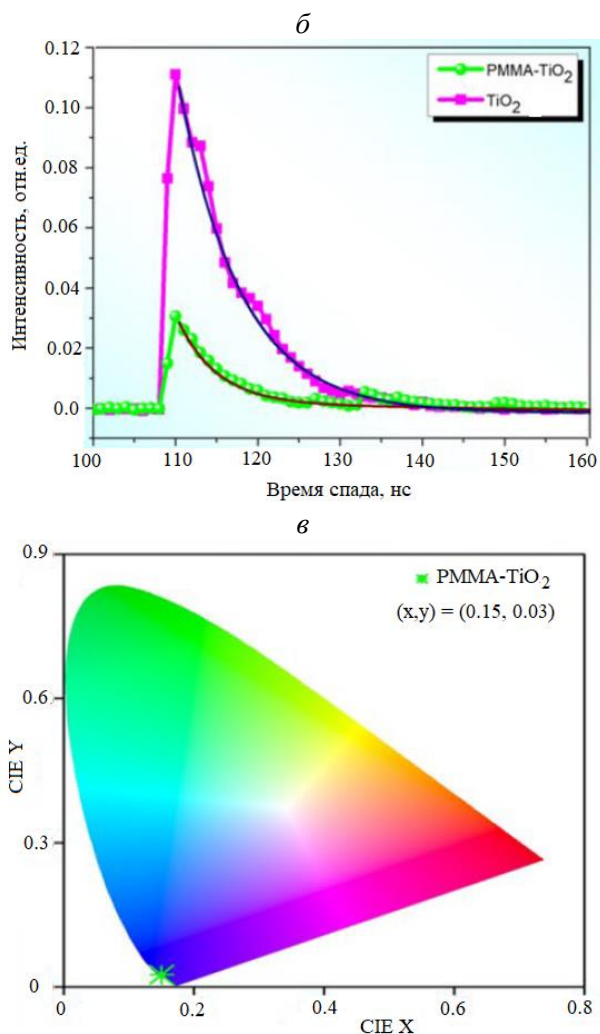 б
0.12
0.10
0.08
0.06
0.04
0.02
0.0
Интенсивность, отн.ед.
PMMA-TiO2
TiO2
100 110 120 130 140 150 160
Время спада, нс
в
0.9
0.6
0.3
0
CIE Y
PMMA-TiO2
(x,y) = (0.15, 0.03)
0 0.2 0.4 0.6 0.8
CIE X